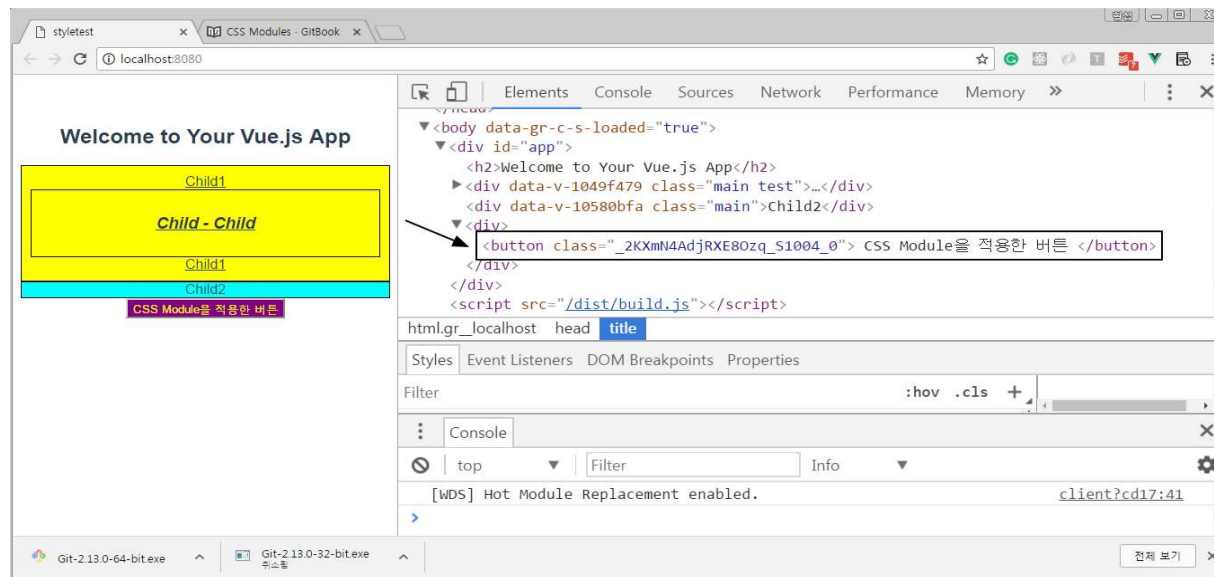 styletest
CSS Modules - GitBook
현섭
localhost:8080
Elements Console Sources Network Performance Memory »
Welcome to Your Vue.js App
Child1
Child - Child
Child1
Child2
CSS Module을 적용한 버튼
</head>
▼<body data-gr-c-s-loaded="true">
▼<div id="app">
<h2>Welcome to Your Vue.js App</h2>
▶<div data-v-1049f479 class="main test">…</div>
<div data-v-10580bfa class="main">Child2</div>
▼<div>
<button class="_2KXmN4AdjRXE8Ozq_S1004_0"> CSS Module을 적용한 버튼 </button>
</div>
</div>
<script src="/dist/build.js"></script>
html.gr__localhost head title
Styles Event Listeners DOM Breakpoints Properties
Filter :hov .cls +
Console
top ▼ Filter Info ▼
[WDS] Hot Module Replacement enabled. client?cd17:41
>
Git-2.13.0-64-bit.exe
Git-2.13.0-32-bit.exe
취소됨
전체 보기